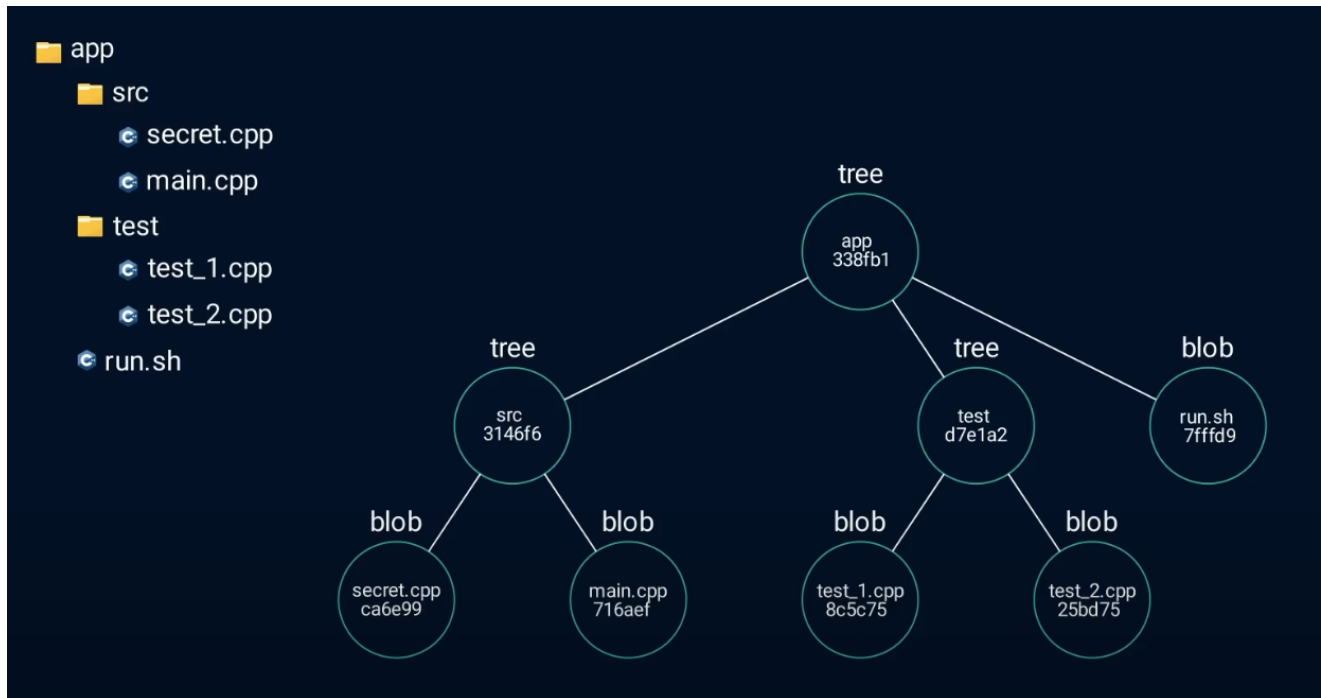 app
src
secret.cpp
main.cpp
test
test_1.cpp
test_2.cpp
run.sh
tree
app
338fb1
tree
src
3146f6
tree
test
d7e1a2
blob
run.sh
7fffd9
blob
secret.cpp
ca6e99
blob
main.cpp
716aef
blob
test_1.cpp
8c5c75
blob
test_2.cpp
25bd75